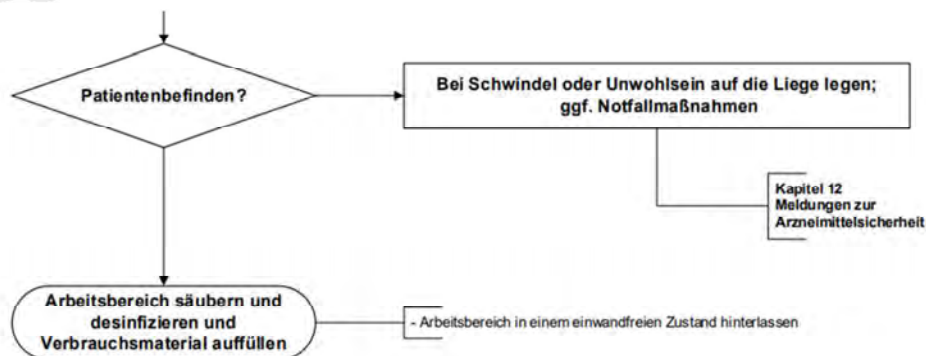 Patientenbefinden?
Bei Schwindel oder Unwohlsein auf die Liege legen;
ggf. Notfallmaßnahmen
Kapitel 12
Meldungen zur
Arzneimittelsicherheit
Arbeitsbereich säubern und
desinfizieren und
Verbrauchsmaterial auffüllen
- Arbeitsbereich in einem einwandfreien Zustand hinterlassen